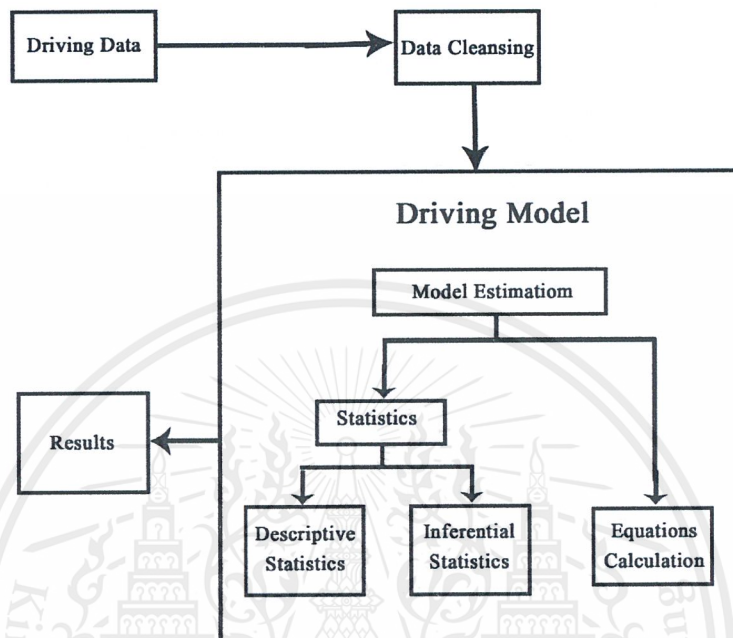 Driving Data
Data Cleansing
Driving Model
Model Estimatiom
Statistics
Results
Descriptive
Statistics
Inferential
Statistics
Equations
Calculation